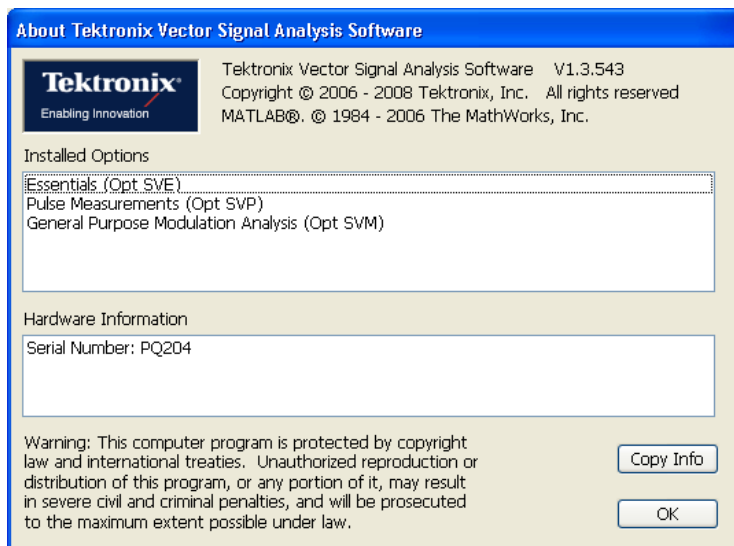 About Tektronix Vector Signal Analysis Software
Tektronix®
Enabling Innovation
Tektronix Vector Signal Analysis Software V1.3.543
Copyright © 2006 - 2008 Tektronix, Inc. All rights reserved
MATLAB®. © 1984 - 2006 The MathWorks, Inc.
Installed Options
Essentials (Opt SVE)
Pulse Measurements (Opt SVP)
General Purpose Modulation Analysis (Opt SVM)
Hardware Information
Serial Number: PQ204
Warning: This computer program is protected by copyright
law and international treaties. Unauthorized reproduction or
distribution of this program, or any portion of it, may result
in severe civil and criminal penalties, and will be prosecuted
to the maximum extent possible under law.
Copy Info
OK